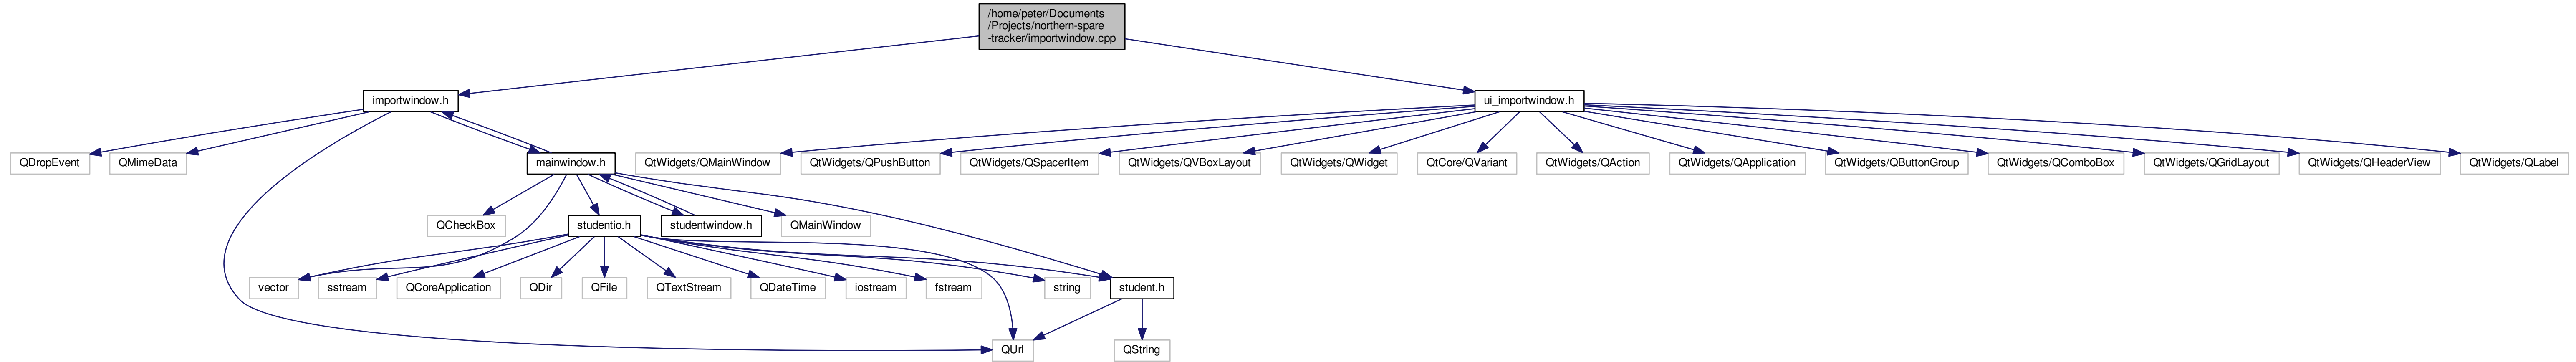 /home/peter/Documents
/Projects/northern-spare
-tracker/importwindow.cpp
importwindow.h
ui_importwindow.h
QDropEvent
QMimeData
mainwindow.h
QtWidgets/QMainWindow
QtWidgets/QPushButton
QtWidgets/QSpacerItem
QtWidgets/QVBoxLayout
QtWidgets/QWidget
QtCore/QVariant
QtWidgets/QAction
QtWidgets/QApplication
QtWidgets/QButtonGroup
QtWidgets/QComboBox
QtWidgets/QGridLayout
QtWidgets/QHeaderView
QtWidgets/QLabel
QCheckBox
studentio.h
studentwindow.h
QMainWindow
vector
sstream
QCoreApplication
QDir
QFile
QTextStream
QDateTime
iostream
fstream
string
student.h
QUrl
QString